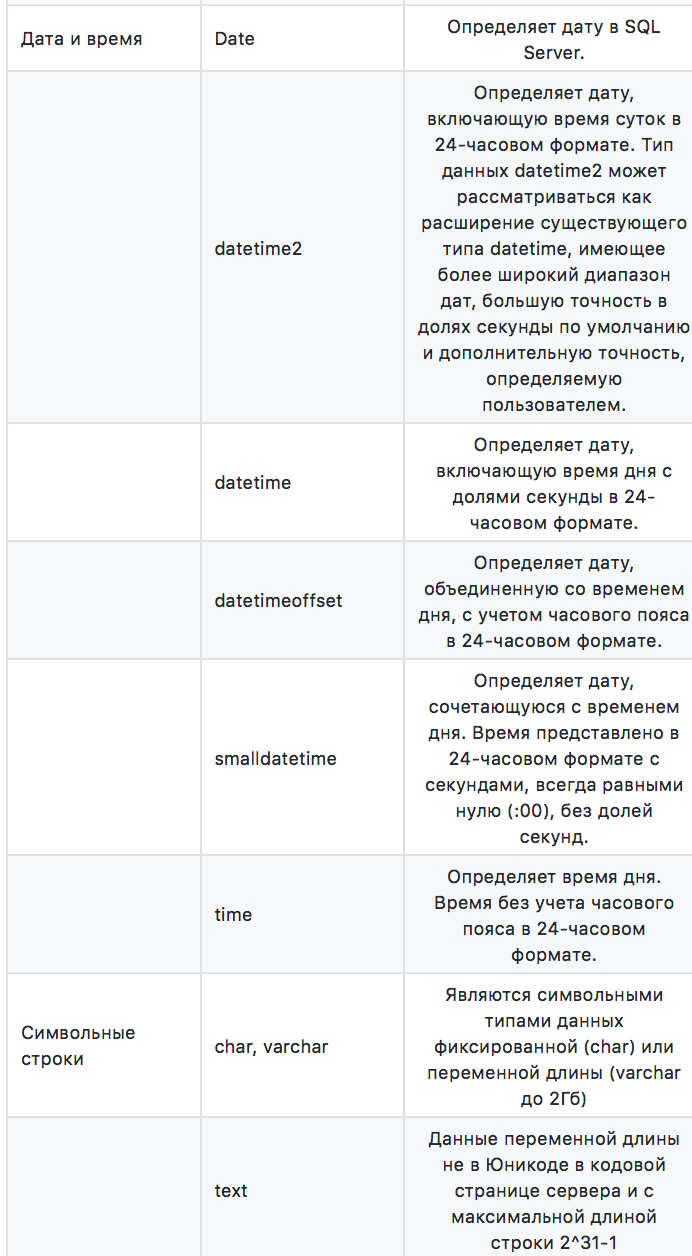 Дата и время
Date
Определяет дату в SQL
Server.
datetime2
Определяет дату,
включающую время суток в
24-часовом формате. Тип
данных datetime2 может
рассматриваться как
расширение существующего
типа datetime, имеющее
более широкий диапазон
дат, большую точность в
долях секунды по умолчанию
и дополнительную точность,
определяемую
пользователем.
datetime
Определяет дату,
включающую время дня с
долями секунды в 24-
часовом формате.
datetimeoffset
Определяет дату,
объединенную со временем
дня, с учетом часового пояса
в 24-часовом формате.
smalldatetime
Определяет дату,
сочетающуюся с временем
дня. Время представлено в
24-часовом формате с
секундами, всегда равными
нулю (:00), без долей
секунд.
time
Определяет время дня.
Время без учета часового
пояса в 24-часовом
формате.
Символьные
строки
char, varchar
Являются символьными
типами данных
фиксированной (char) или
переменной длины (varchar
до 2Гб)
text
Данные переменной длины
не в Юникоде в кодовой
странице сервера и с
максимальной длиной
строки 2^31-1